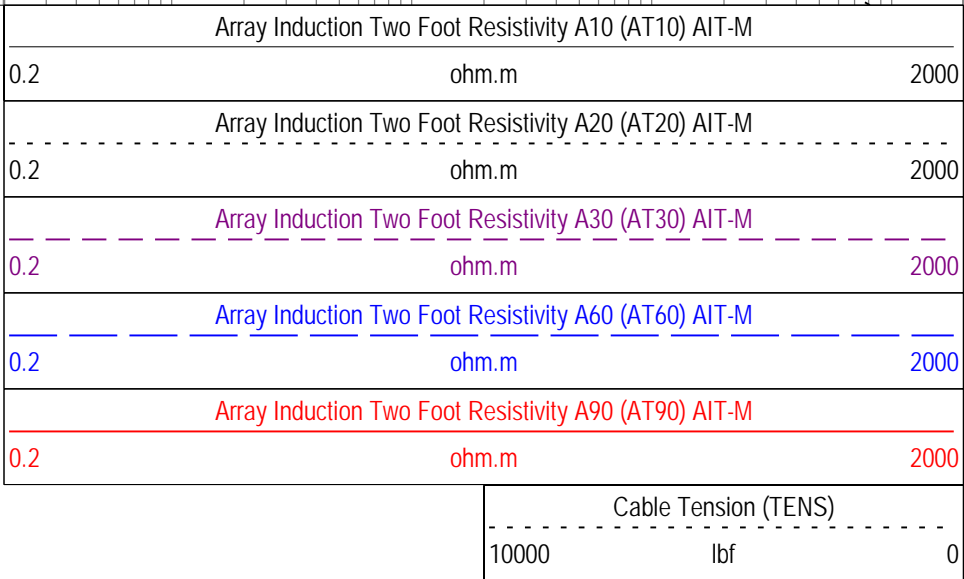 Array Induction Two Foot Resistivity A10 (AT10) AIT-M
0.2 ohm.m 2000
Array Induction Two Foot Resistivity A20 (AT20) AIT-M
0.2 ohm.m 2000
Array Induction Two Foot Resistivity A30 (AT30) AIT-M
0.2 ohm.m 2000
Array Induction Two Foot Resistivity A60 (AT60) AIT-M
0.2 ohm.m 2000
Array Induction Two Foot Resistivity A90 (AT90) AIT-M
0.2 ohm.m 2000
Cable Tension (TENS)
10000 lbf 0